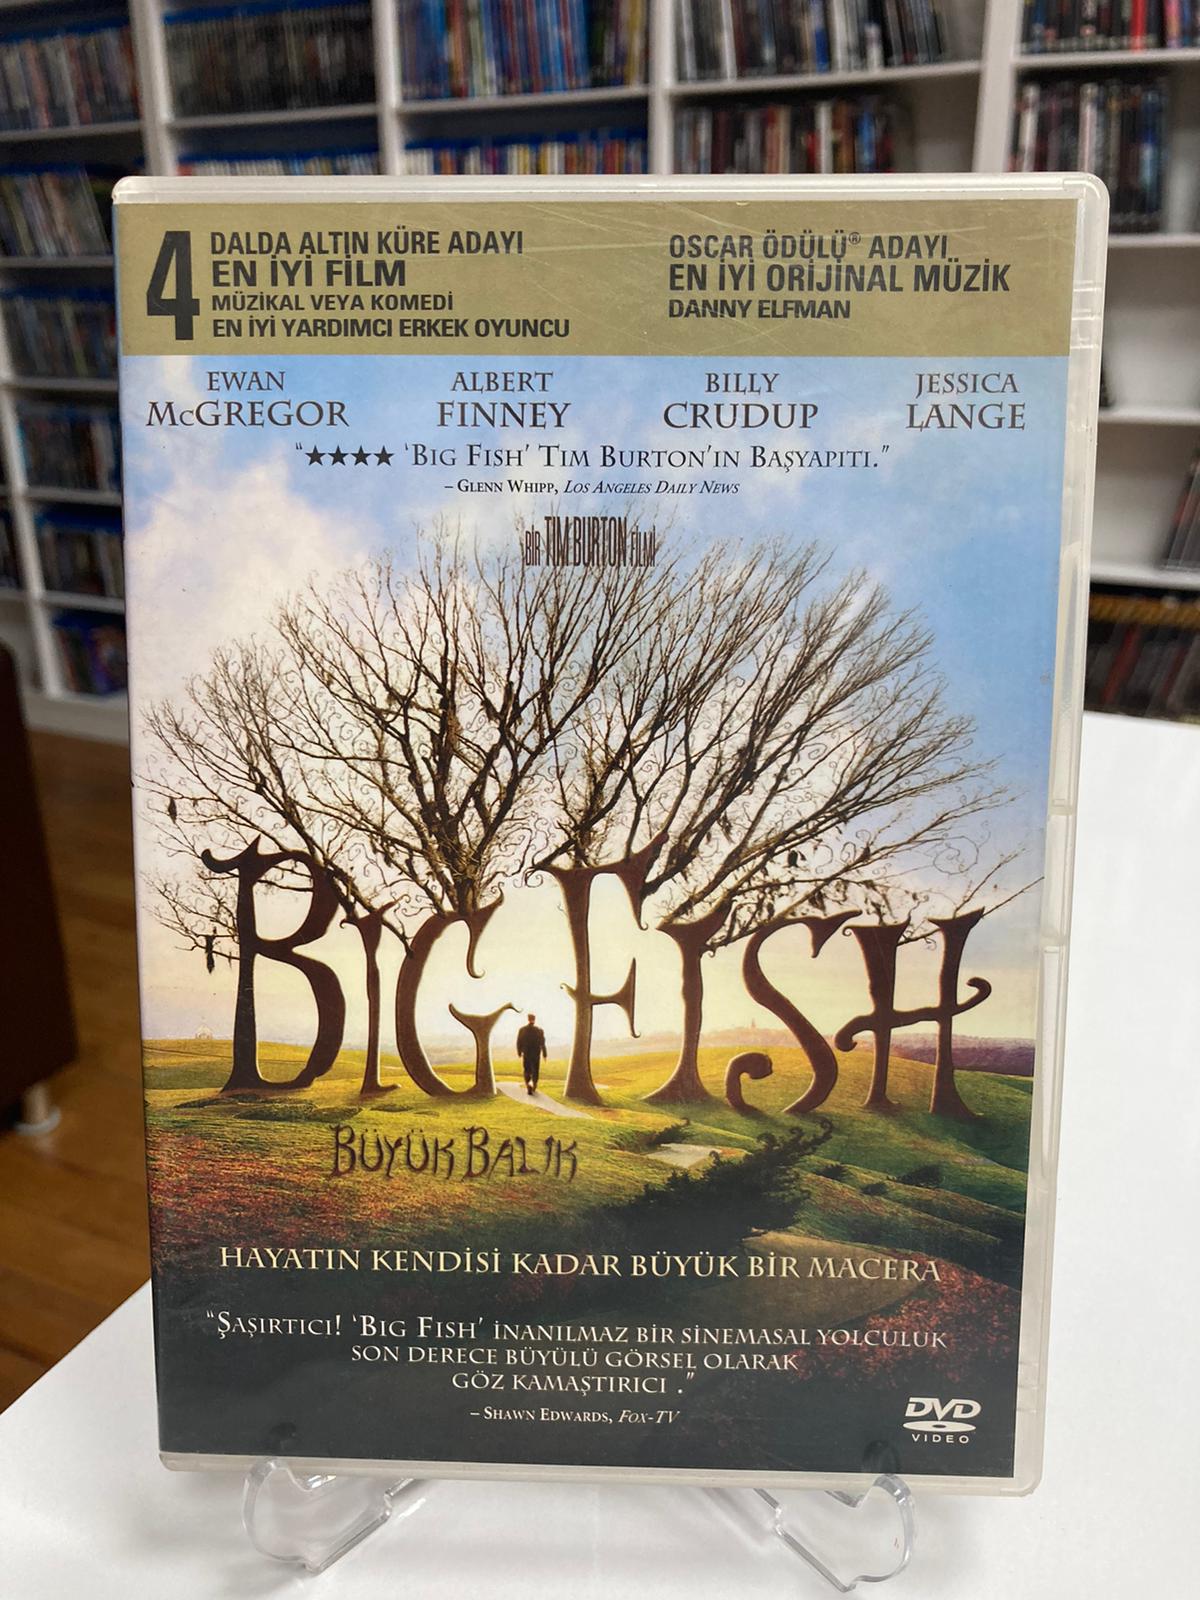 4 DALDA ALTIN KÜRE ADAYI
EN İYİ FİLM
MÜZİKAL VEYA KOMEDİ
EN İYİ YARDIMCI ERKEK OYUNCU
OSCAR ÖDÜLÜ® ADAYI
EN İYİ ORİJİNAL MÜZİK
DANNY ELFMAN
EWAN McGREGOR
ALBERT FINNEY
BILLY CRUDUP
JESSICA LANGE
"★★★★ 'BIG FISH' TIM BURTON'IN BAŞYAPITI."
– GLENN WHIPP, LOS ANGELES DAILY NEWS
BİR TIM BURTON FİLMİ
BIG FISH
BÜYÜK BALIK
HAYATIN KENDİSİ KADAR BÜYÜK BİR MACERA
"ŞAŞIRTICI! 'BIG FISH' İNANILMAZ BİR SİNEMASAL YOLCULUK
SON DERECE BÜYÜLÜ GÖRSEL OLARAK
GÖZ KAMAŞTIRICI ."
– SHAWN EDWARDS, FOX-TV
DVD
VIDEO